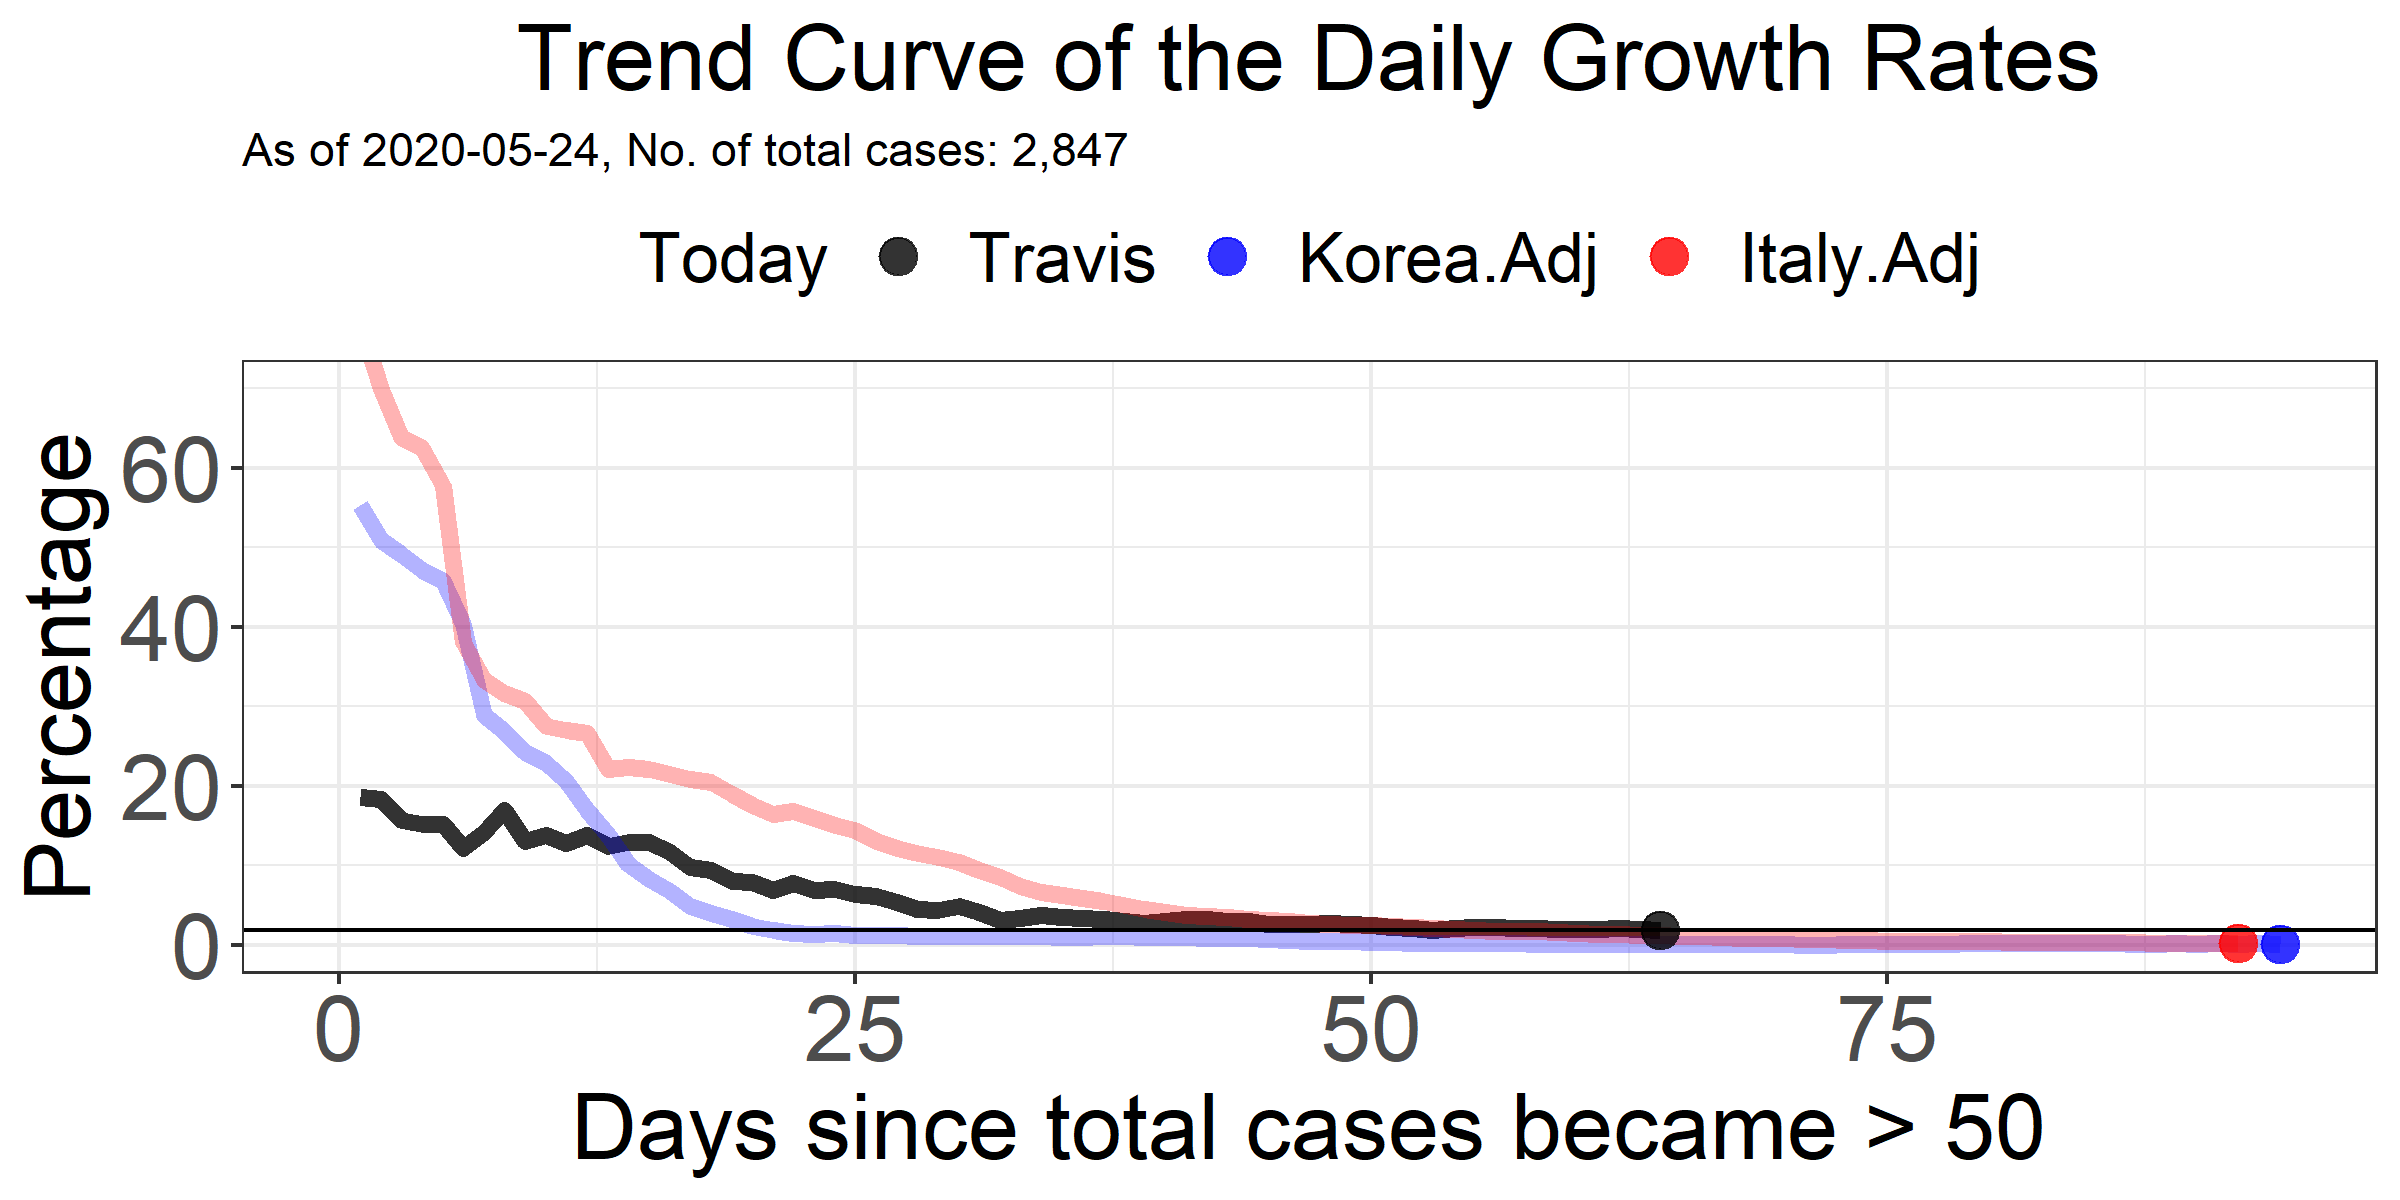 Trend Curve of the Daily Growth Rates
As of 2020-05-24, No. of total cases: 2,847
Today Travis Korea.Adj Italy.Adj
Percentage
60
40
20
0
0 25 50 75
Days since total cases became > 50